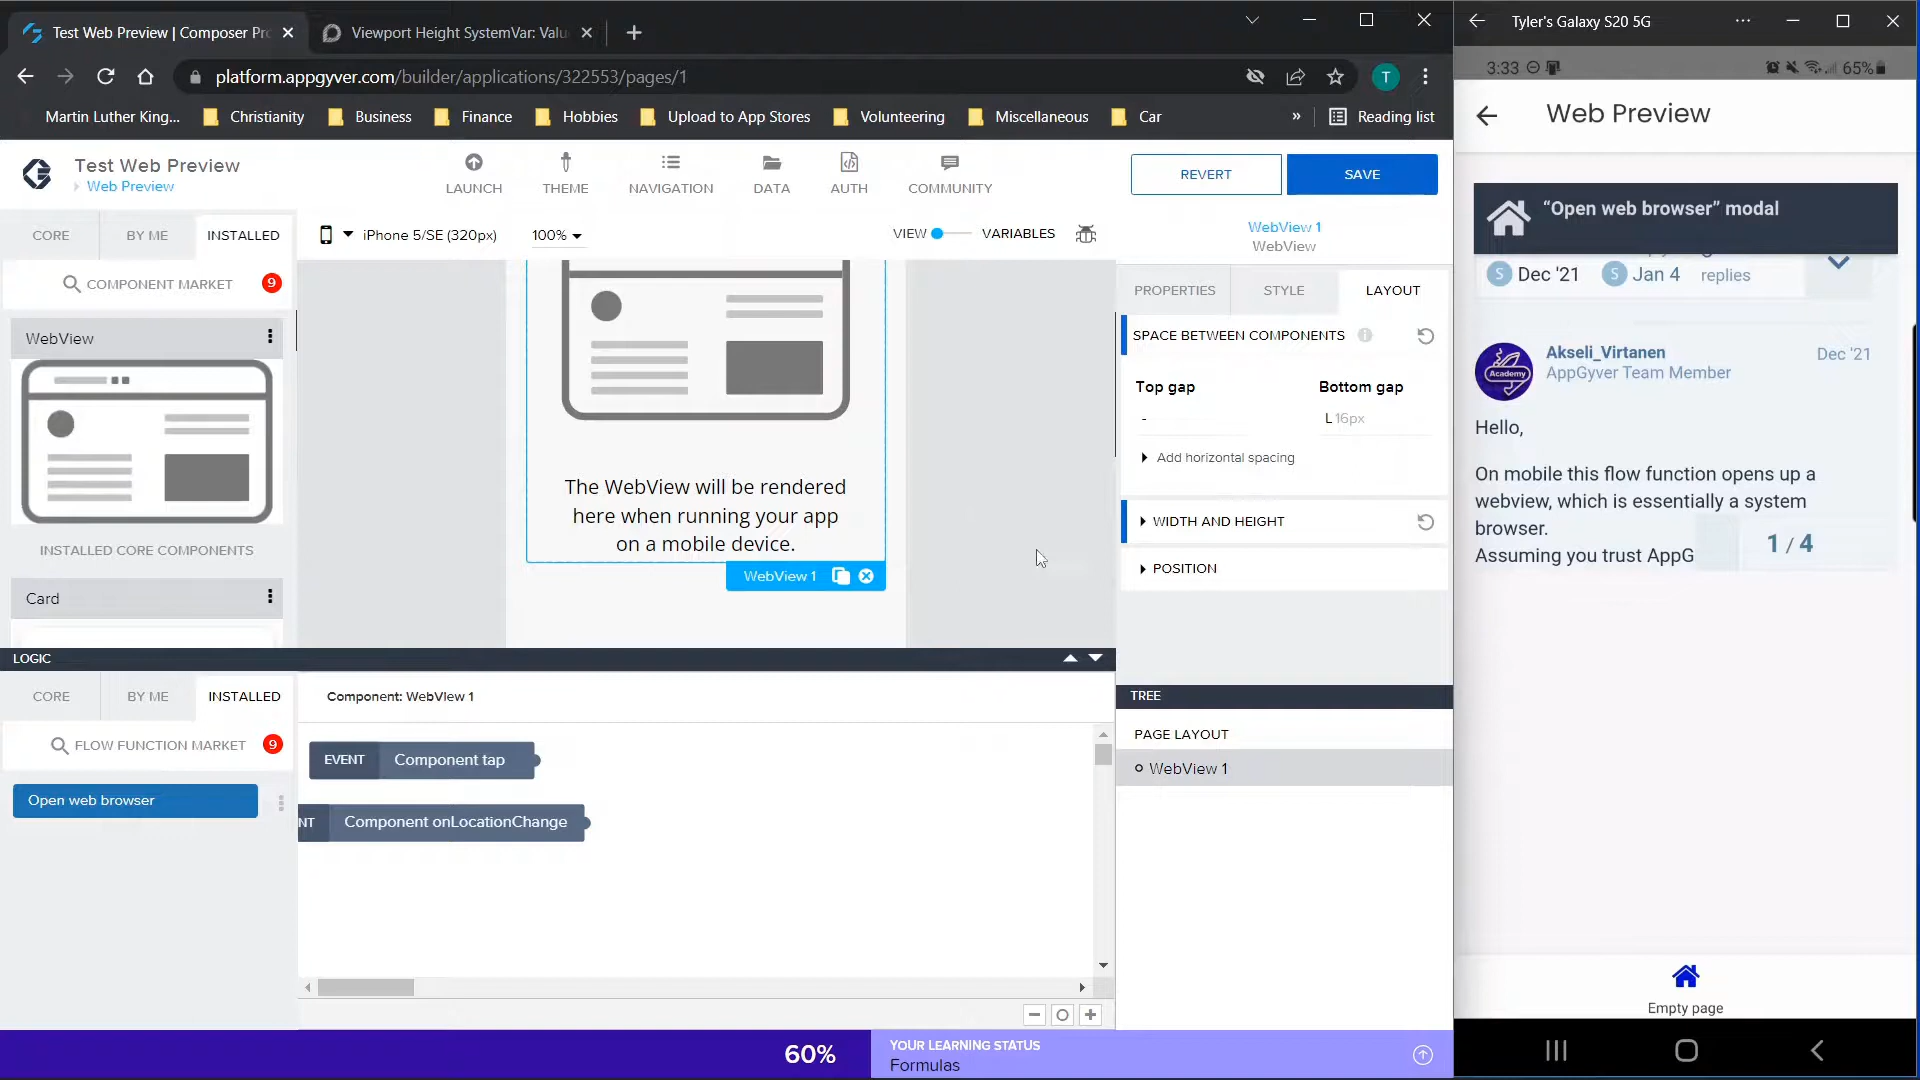 Test Web Preview | Composer Pr
Viewport Height SystemVar: Valu
platform.appgyver.com/builder/applications/322553/pages/1
T
Martin Luther King...
Christianity
Business
Finance
Hobbies
Upload to App Stores
Volunteering
Miscellaneous
Car
»
Reading list
Test Web Preview
Web Preview
LAUNCH
THEME
NAVIGATION
DATA
AUTH
COMMUNITY
REVERT
SAVE
CORE
BY ME
INSTALLED
iPhone 5/SE (320px)
100%
VIEW
VARIABLES
WebView 1
WebView
COMPONENT MARKET
9
PROPERTIES
STYLE
LAYOUT
WebView
SPACE BETWEEN COMPONENTS
Top gap
Bottom gap
-
L 16px
Add horizontal spacing
The WebView will be rendered
here when running your app
on a mobile device.
WebView 1
WIDTH AND HEIGHT
POSITION
INSTALLED CORE COMPONENTS
Card
LOGIC
CORE
BY ME
INSTALLED
Component: WebView 1
FLOW FUNCTION MARKET
9
Open web browser
EVENT
Component tap
NT
Component onLocationChange
TREE
PAGE LAYOUT
WebView 1
60%
YOUR LEARNING STATUS
Formulas
Tyler's Galaxy S20 5G
3:33
65%
Web Preview
“Open web browser” modal
S Dec '21
S Jan 4
replies
Academy
Akseli_Virtanen
Dec '21
AppGyver Team Member
Hello,
On mobile this flow function opens up a
webview, which is essentially a system
browser.
Assuming you trust AppG
1 / 4
Empty page